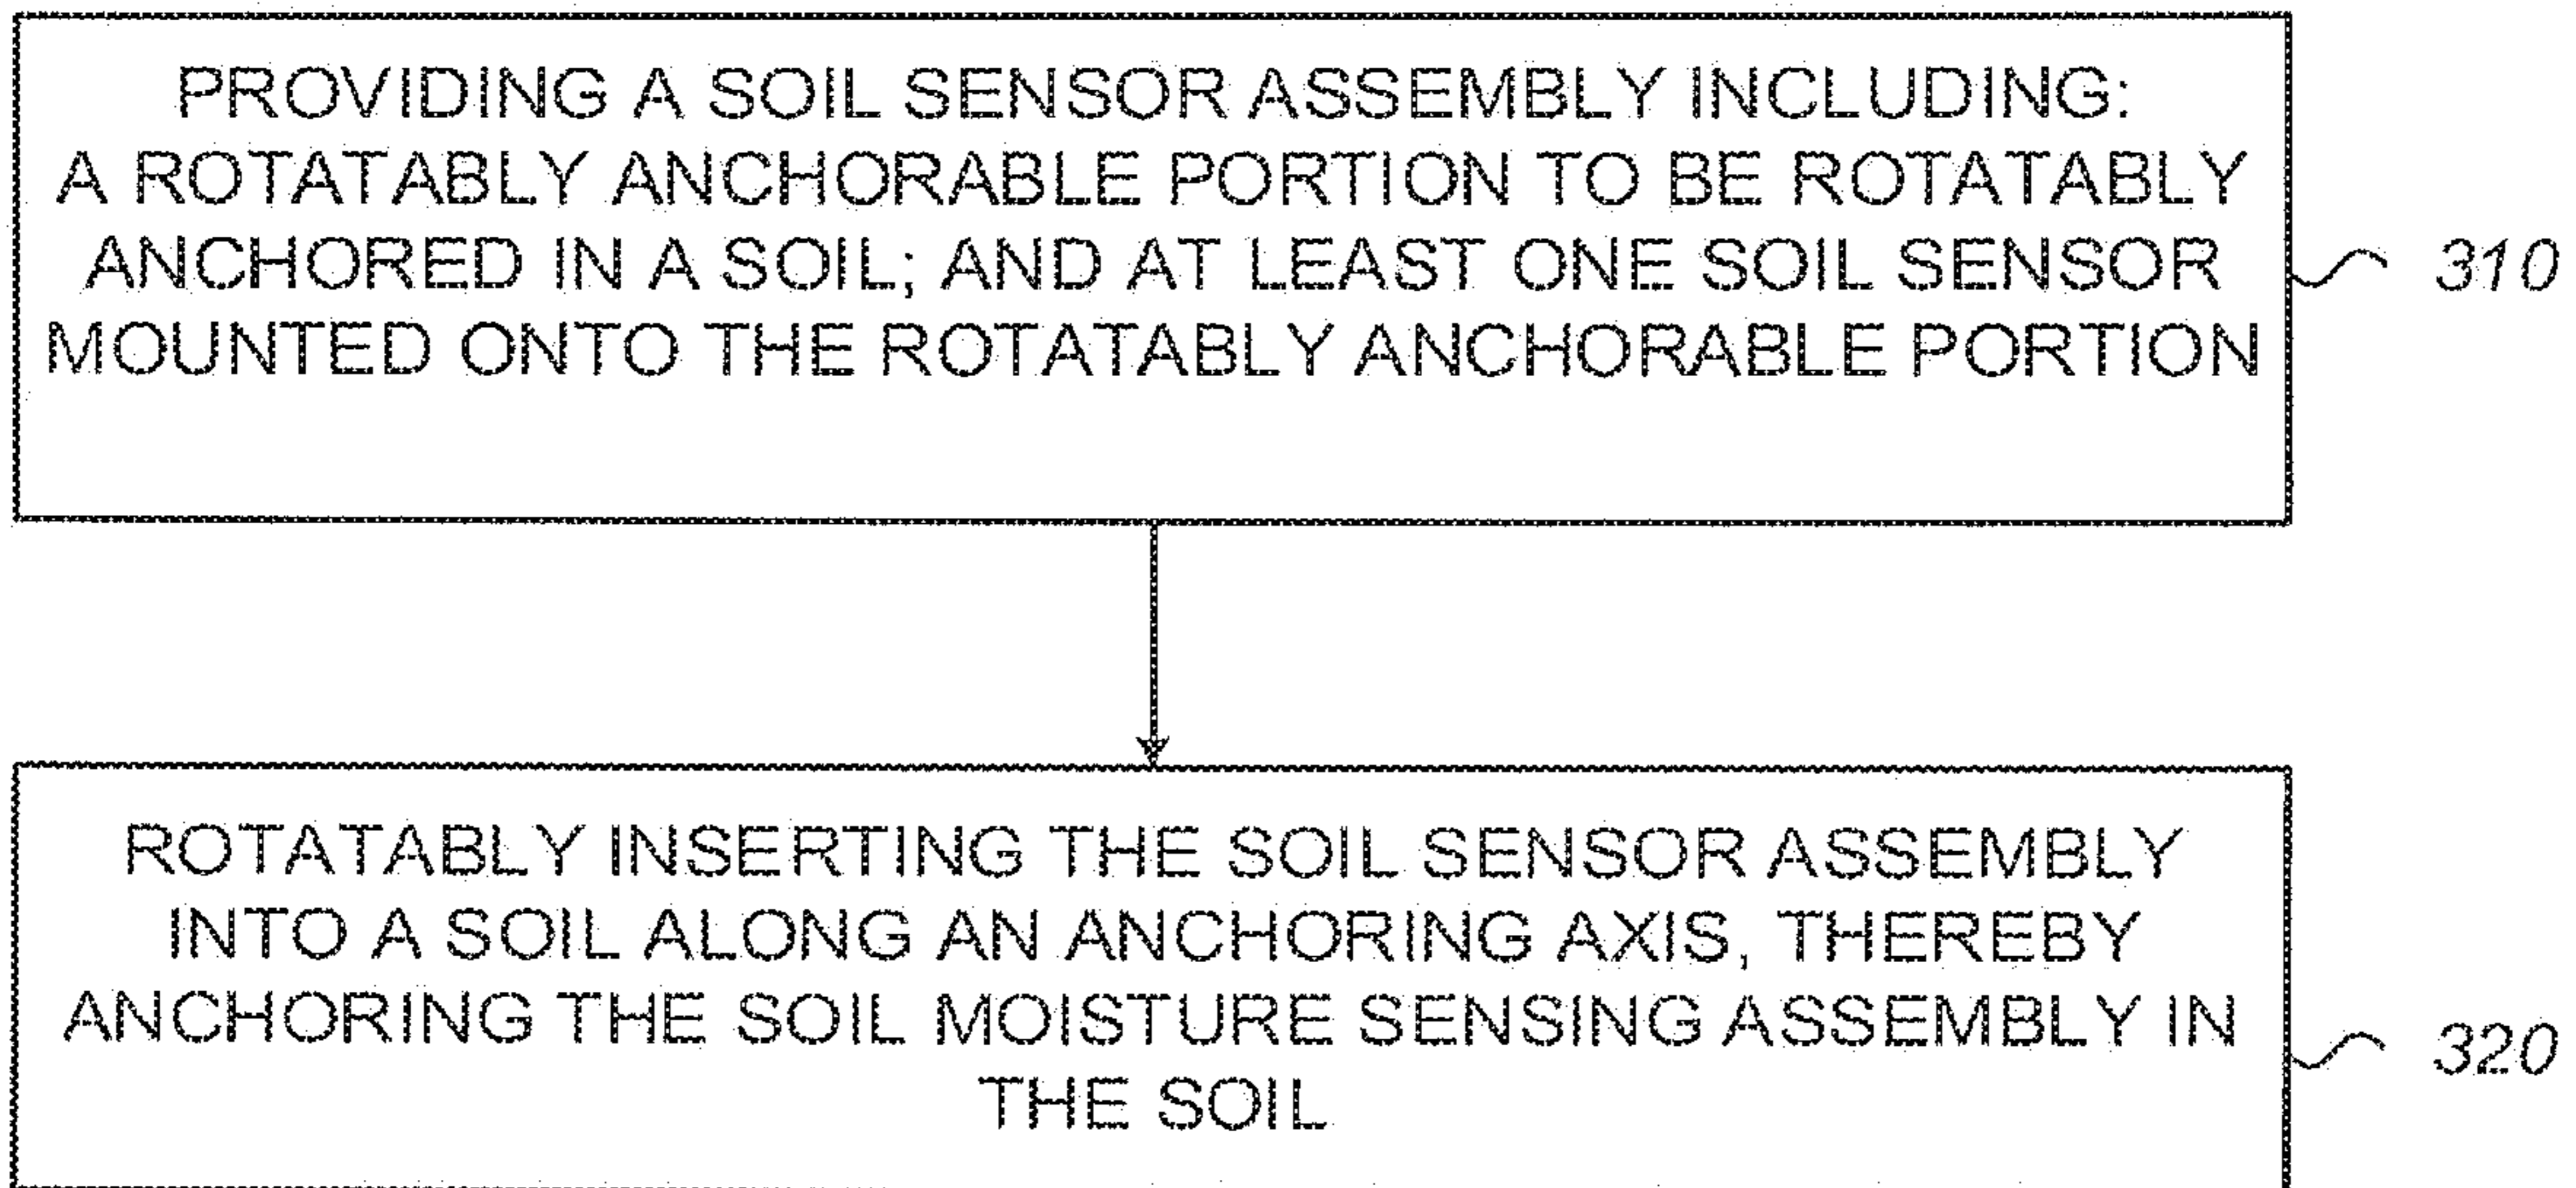 PROVIDING A SOIL SENSOR ASSEMBLY INCLUDING:
A ROTATABLY ANCHORABLE PORTION TO BE ROTATABLY
ANCHORED IN A SOIL; AND AT LEAST ONE SOIL SENSOR
MOUNTED ONTO THE ROTATABLY ANCHORABLE PORTION
310
ROTATABLY INSERTING THE SOIL SENSOR ASSEMBLY
INTO A SOIL ALONG AN ANCHORING AXIS, THEREBY
ANCHORING THE SOIL MOISTURE SENSING ASSEMBLY IN
THE SOIL
320